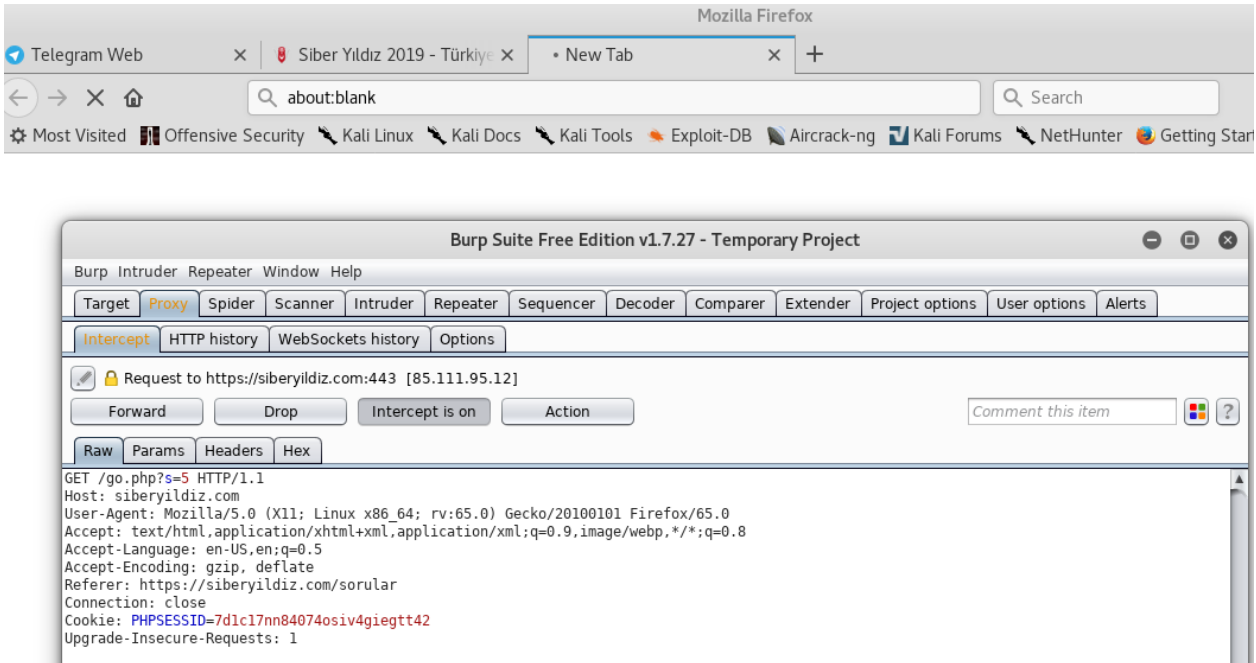 Mozilla Firefox
Telegram Web Siber Yıldız 2019 - Türkiye • New Tab
about:blank Search
Most Visited Offensive Security Kali Linux Kali Docs Kali Tools Exploit-DB Aircrack-ng Kali Forums NetHunter Getting Start
Burp Suite Free Edition v1.7.27 - Temporary Project
Burp Intruder Repeater Window Help
Target Proxy Spider Scanner Intruder Repeater Sequencer Decoder Comparer Extender Project options User options Alerts
Intercept HTTP history WebSockets history Options
Request to https://siberyildiz.com:443 [85.111.95.12]
Forward Drop Intercept is on Action Comment this item ?
Raw Params Headers Hex
GET /go.php?s=5 HTTP/1.1
Host: siberyildiz.com
User-Agent: Mozilla/5.0 (X11; Linux x86_64; rv:65.0) Gecko/20100101 Firefox/65.0
Accept: text/html,application/xhtml+xml,application/xml;q=0.9,image/webp,*/*;q=0.8
Accept-Language: en-US,en;q=0.5
Accept-Encoding: gzip, deflate
Referer: https://siberyildiz.com/sorular
Connection: close
Cookie: PHPSESSID=7d1c17nn84074osiv4giegtt42
Upgrade-Insecure-Requests: 1